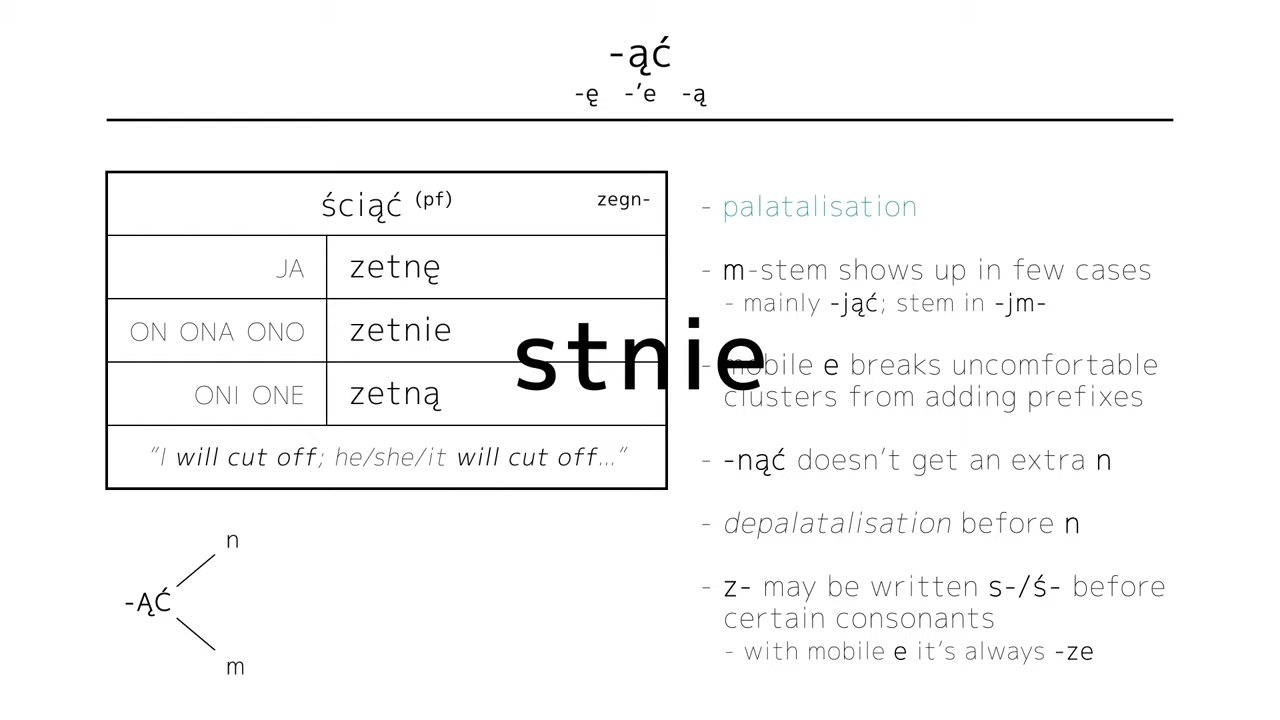 -ąć
-ę -'e -ą
ściąć (pf) zegn-
JA zetnę
ON ONA ONO zetnie
ONI ONE zetną
"I will cut off; he/she/it will cut off..."
stnie
n
-ĄĆ
m
- palatalisation
- m-stem shows up in few cases
- mainly -jąć; stem in -jm-
- mobile e breaks uncomfortable
clusters from adding prefixes
- -nąć doesn't get an extra n
- depalatalisation before n
- z- may be written s-/ś- before
certain consonants
- with mobile e it's always -ze